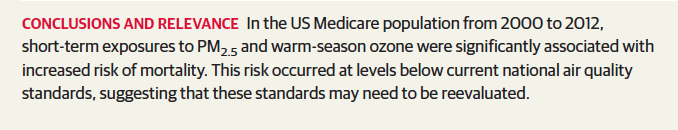 CONCLUSIONS AND RELEVANCE In the US Medicare population from 2000 to 2012,
short-term exposures to PM2.5 and warm-season ozone were significantly associated with
increased risk of mortality. This risk occurred at levels below current national air quality
standards, suggesting that these standards may need to be reevaluated.